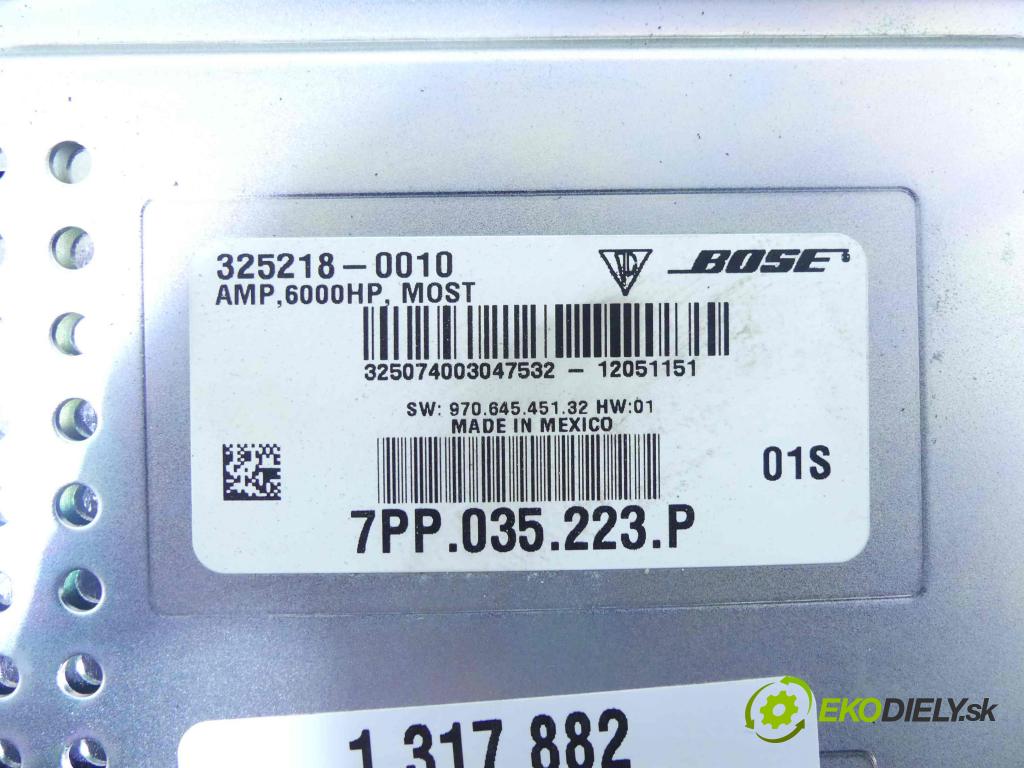 325218-0010
BOSE
AMP,6000HP, MOST
325074003047532 - 12051151
SW: 970.645.451.32 HW:01
MADE IN MEXICO
01S
7PP.035.223.P
1 317 882
EKODIELY.sk